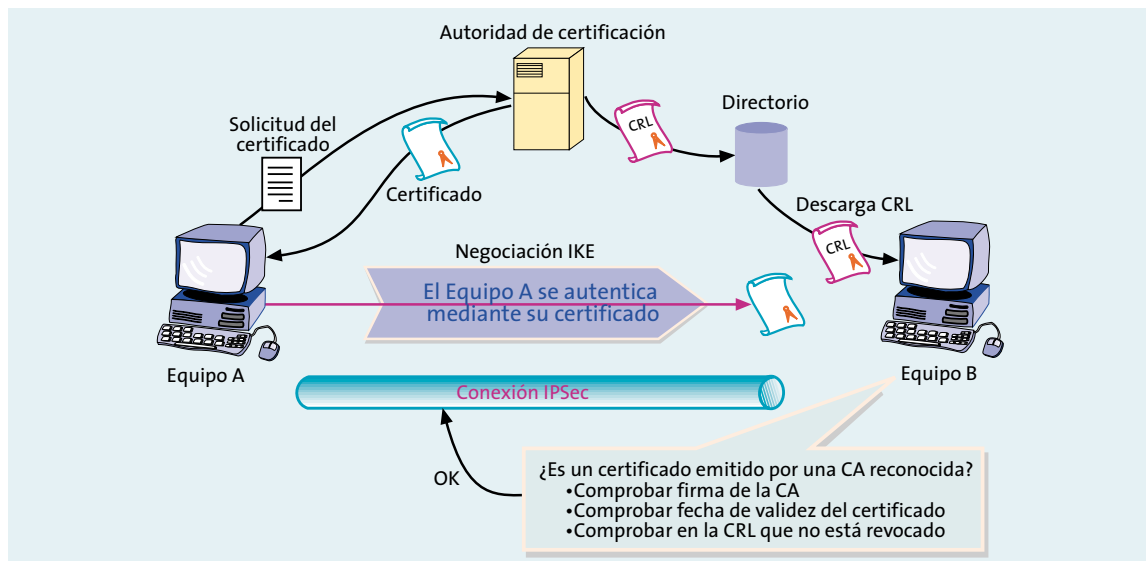 Autoridad de certificación
Solicitud del
certificado
CRL
Directorio
Certificado
Descarga CRL
CRL
Negociación IKE
El Equipo A se autentica
mediante su certificado
Equipo A
Equipo B
Conexión IPSec
OK
¿Es un certificado emitido por una CA reconocida?
•Comprobar firma de la CA
•Comprobar fecha de validez del certificado
•Comprobar en la CRL que no está revocado